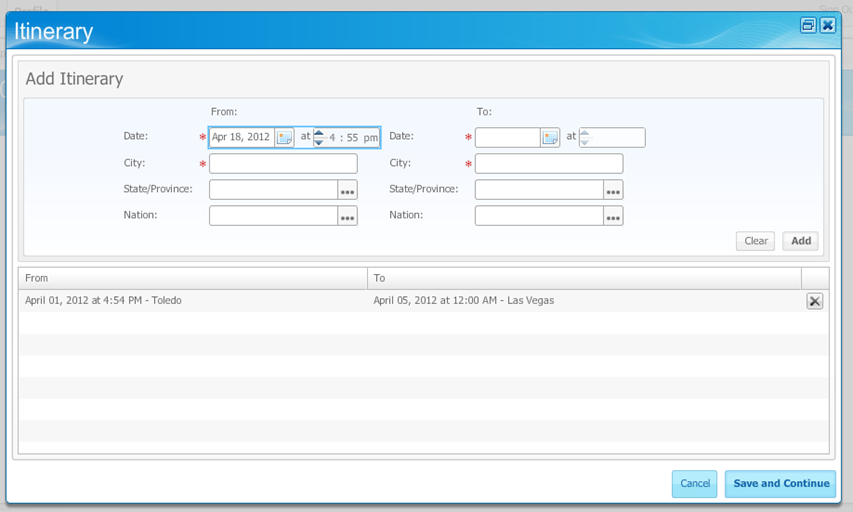 Profile
Itinerary
Add Itinerary
From: To:
Date: * Apr 18, 2012 at 4 : 55 pm Date: * at
City: * City: *
State/Province: ... State/Province: ...
Nation: ... Nation: ...
Clear Add
From To
April 01, 2012 at 4:54 PM - Toledo April 05, 2012 at 12:00 AM - Las Vegas
Cancel Save and Continue